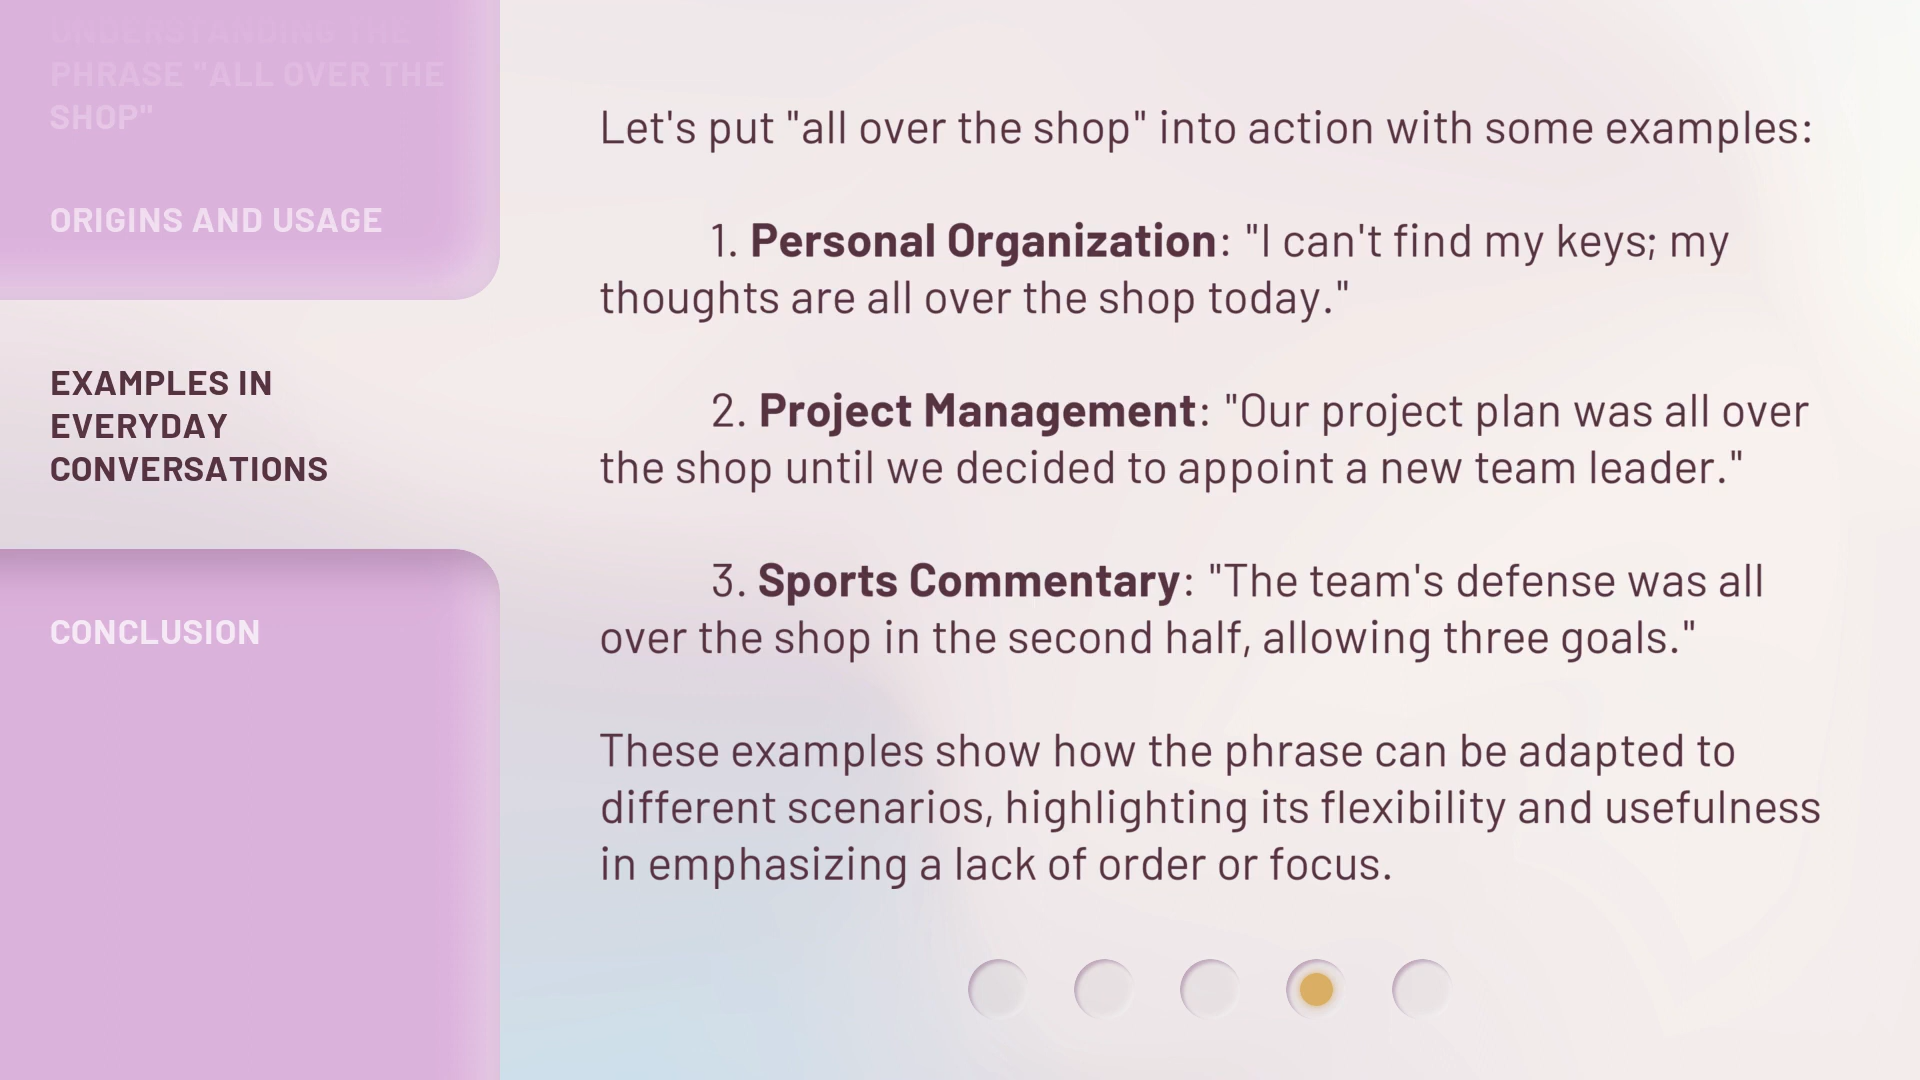 UNDERSTANDING THE
PHRASE "ALL OVER THE
SHOP"
ORIGINS AND USAGE
EXAMPLES IN
EVERYDAY
CONVERSATIONS
CONCLUSION
Let's put "all over the shop" into action with some examples:
1. Personal Organization: "I can't find my keys; my
thoughts are all over the shop today."
2. Project Management: "Our project plan was all over
the shop until we decided to appoint a new team leader."
3. Sports Commentary: "The team's defense was all
over the shop in the second half, allowing three goals."
These examples show how the phrase can be adapted to
different scenarios, highlighting its flexibility and usefulness
in emphasizing a lack of order or focus.